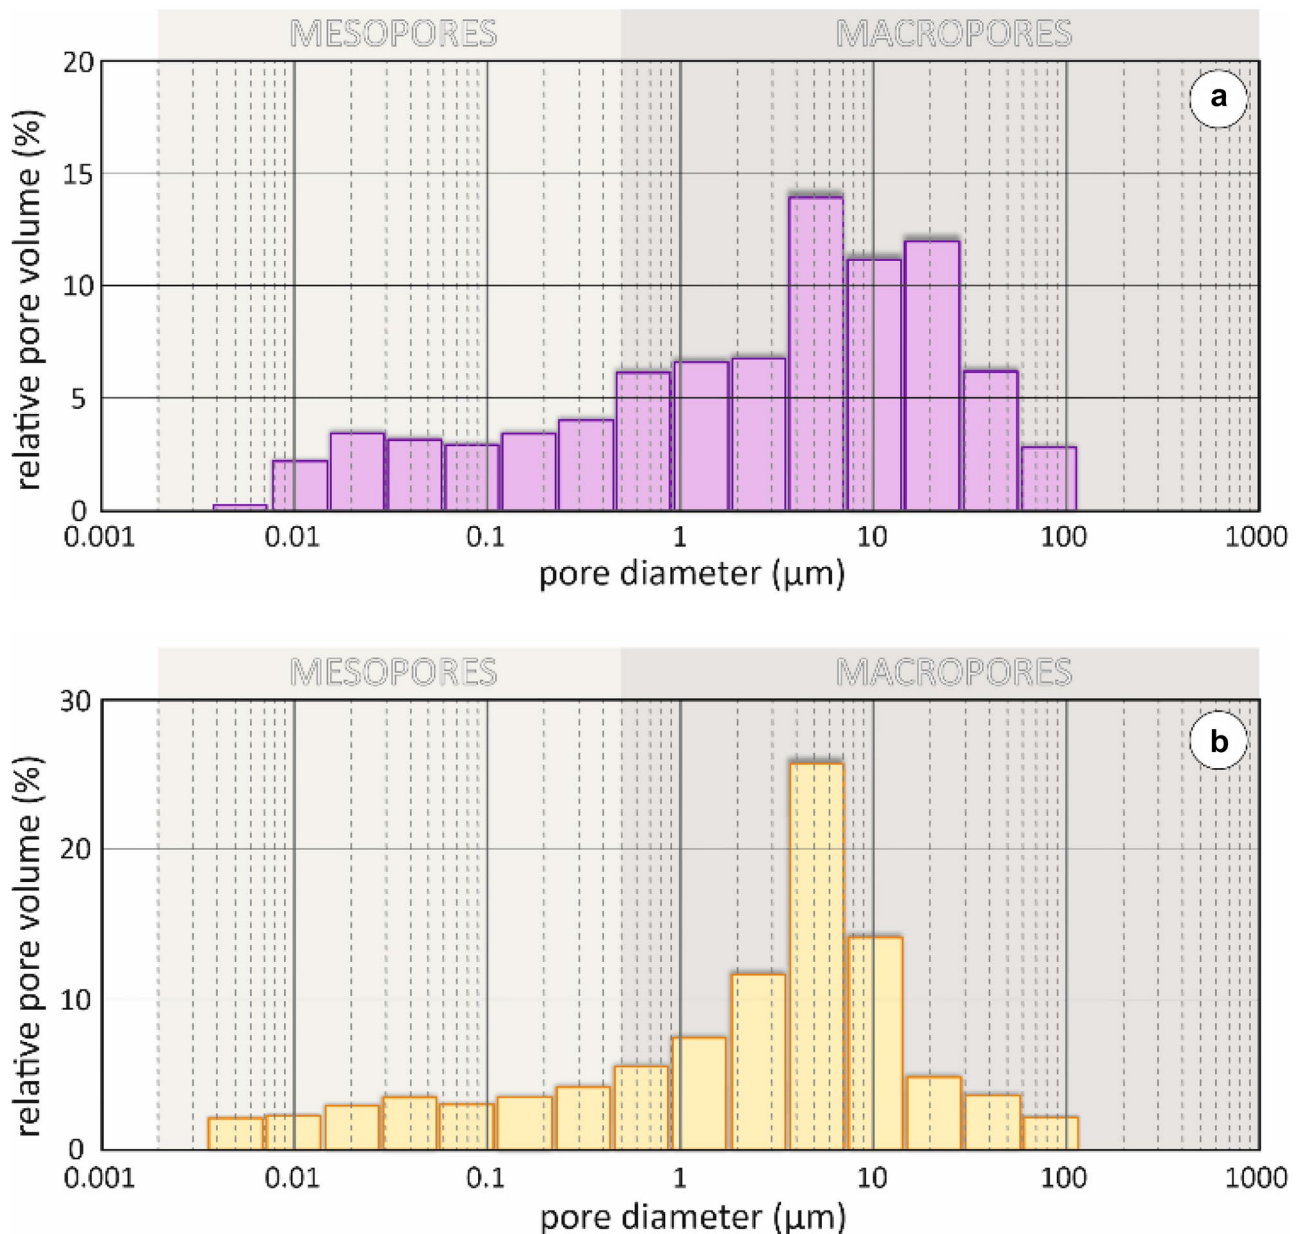 MESOPORES MACROPORES
a
relative pore volume (%)
20
15
10
5
0
0.001 0.01 0.1 1 10 100 1000
pore diameter (µm)
MESOPORES MACROPORES
b
relative pore volume (%)
30
20
10
0
0.001 0.01 0.1 1 10 100 1000
pore diameter (µm)